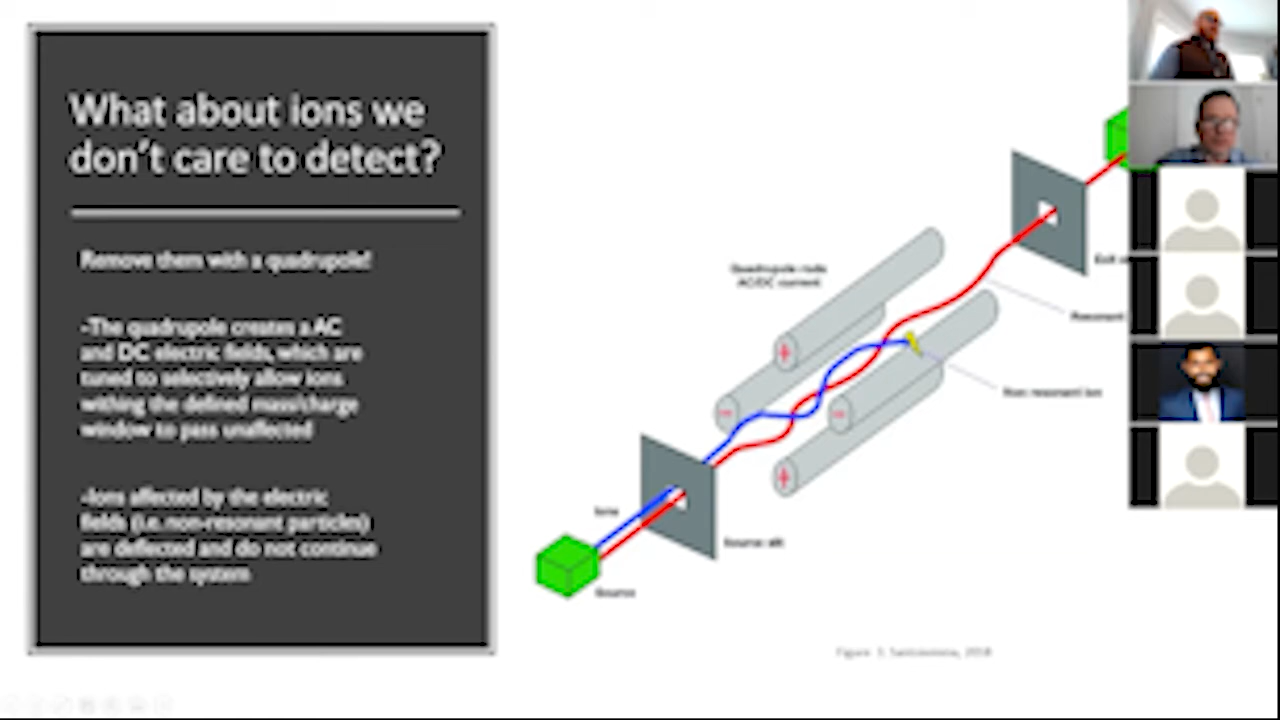 What about ions we
don't care to detect?
Remove them with a quadrupole!
-The quadrupole creates a AC
and DC electric fields, which are
tuned to selectively allow ions
withing the defined mass/charge
window to pass unaffected
-Ions affected by the electric
fields (i.e. non-resonant particles)
are deflected and do not continue
through the system
Quadrupole rods
AC/DC current
+
-
-
+
Exit
Resonant
Non resonant ion
Ions
Source slit
Source